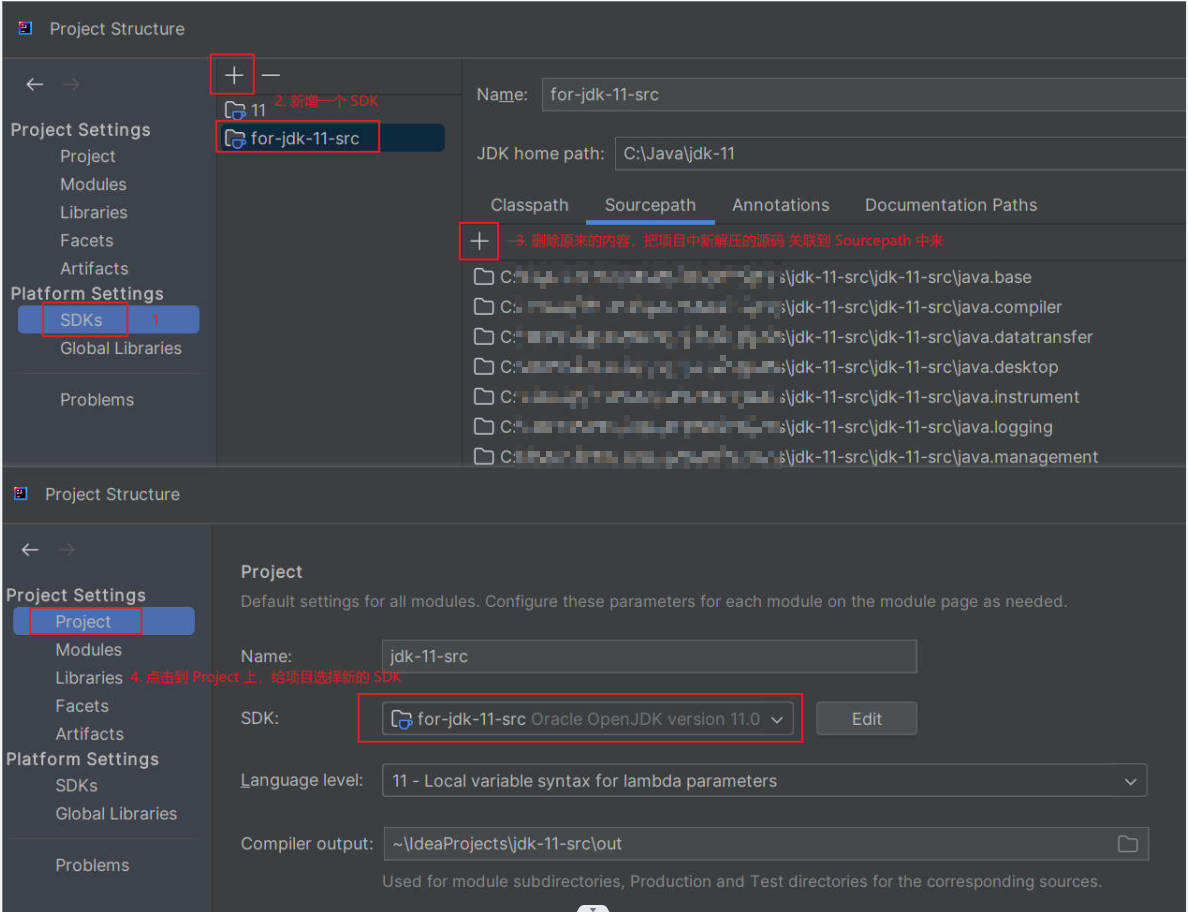 Project Structure
Project Settings
Project
Modules
Libraries
Facets
Artifacts
Platform Settings
SDKs 1
Global Libraries
Problems
2. 新增一个 SDK
11
for-jdk-11-src
Name: for-jdk-11-src
JDK home path: C:\Java\jdk-11
Classpath Sourcepath Annotations Documentation Paths
3. 删除原来的内容，把项目中新解压的源码 关联到 Sourcepath 中来
C: s\jdk-11-src\jdk-11-src\java.base
C: s\jdk-11-src\jdk-11-src\java.compiler
C: s\jdk-11-src\jdk-11-src\java.datatransfer
C: s\jdk-11-src\jdk-11-src\java.desktop
C: s\jdk-11-src\jdk-11-src\java.instrument
C: s\jdk-11-src\jdk-11-src\java.logging
C: s\jdk-11-src\jdk-11-src\java.management
Project Structure
Project Settings
Project
Modules
Libraries
Facets
Artifacts
Platform Settings
SDKs
Global Libraries
Problems
4. 点击到 Project 上，给项目选择新的 SDK
Project
Default settings for all modules. Configure these parameters for each module on the module page as needed.
Name: jdk-11-src
SDK: for-jdk-11-src Oracle OpenJDK version 11.0 Edit
Language level: 11 - Local variable syntax for lambda parameters
Compiler output: ~\IdeaProjects\jdk-11-src\out
Used for module subdirectories, Production and Test directories for the corresponding sources.